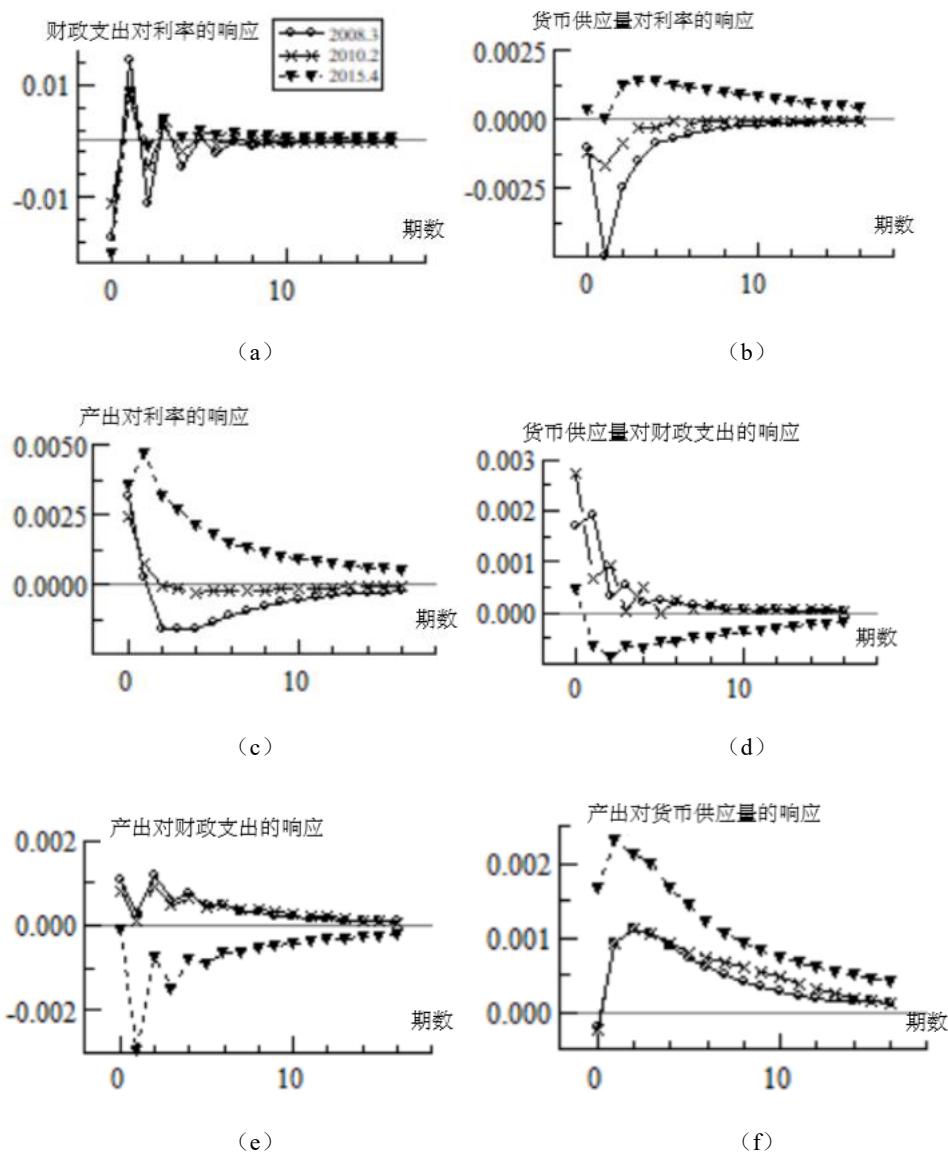 财政支出对利率的响应
2008.3
2010.2
2015.4
0.01
-0.01
期数
0 10
（a）
货币供应量对利率的响应
0.0025
0.0000
-0.0025
期数
0 10
（b）
产出对利率的响应
0.0050
0.0025
0.0000
0 10
（c）
货币供应量对财政支出的响应
0.003
0.002
0.001
0.000
期数
0 10
（d）
产出对财政支出的响应
0.002
0.000
-0.002
期数
0 10
（e）
产出对货币供应量的响应
0.002
0.001
0.000
期数
0 10
（f）